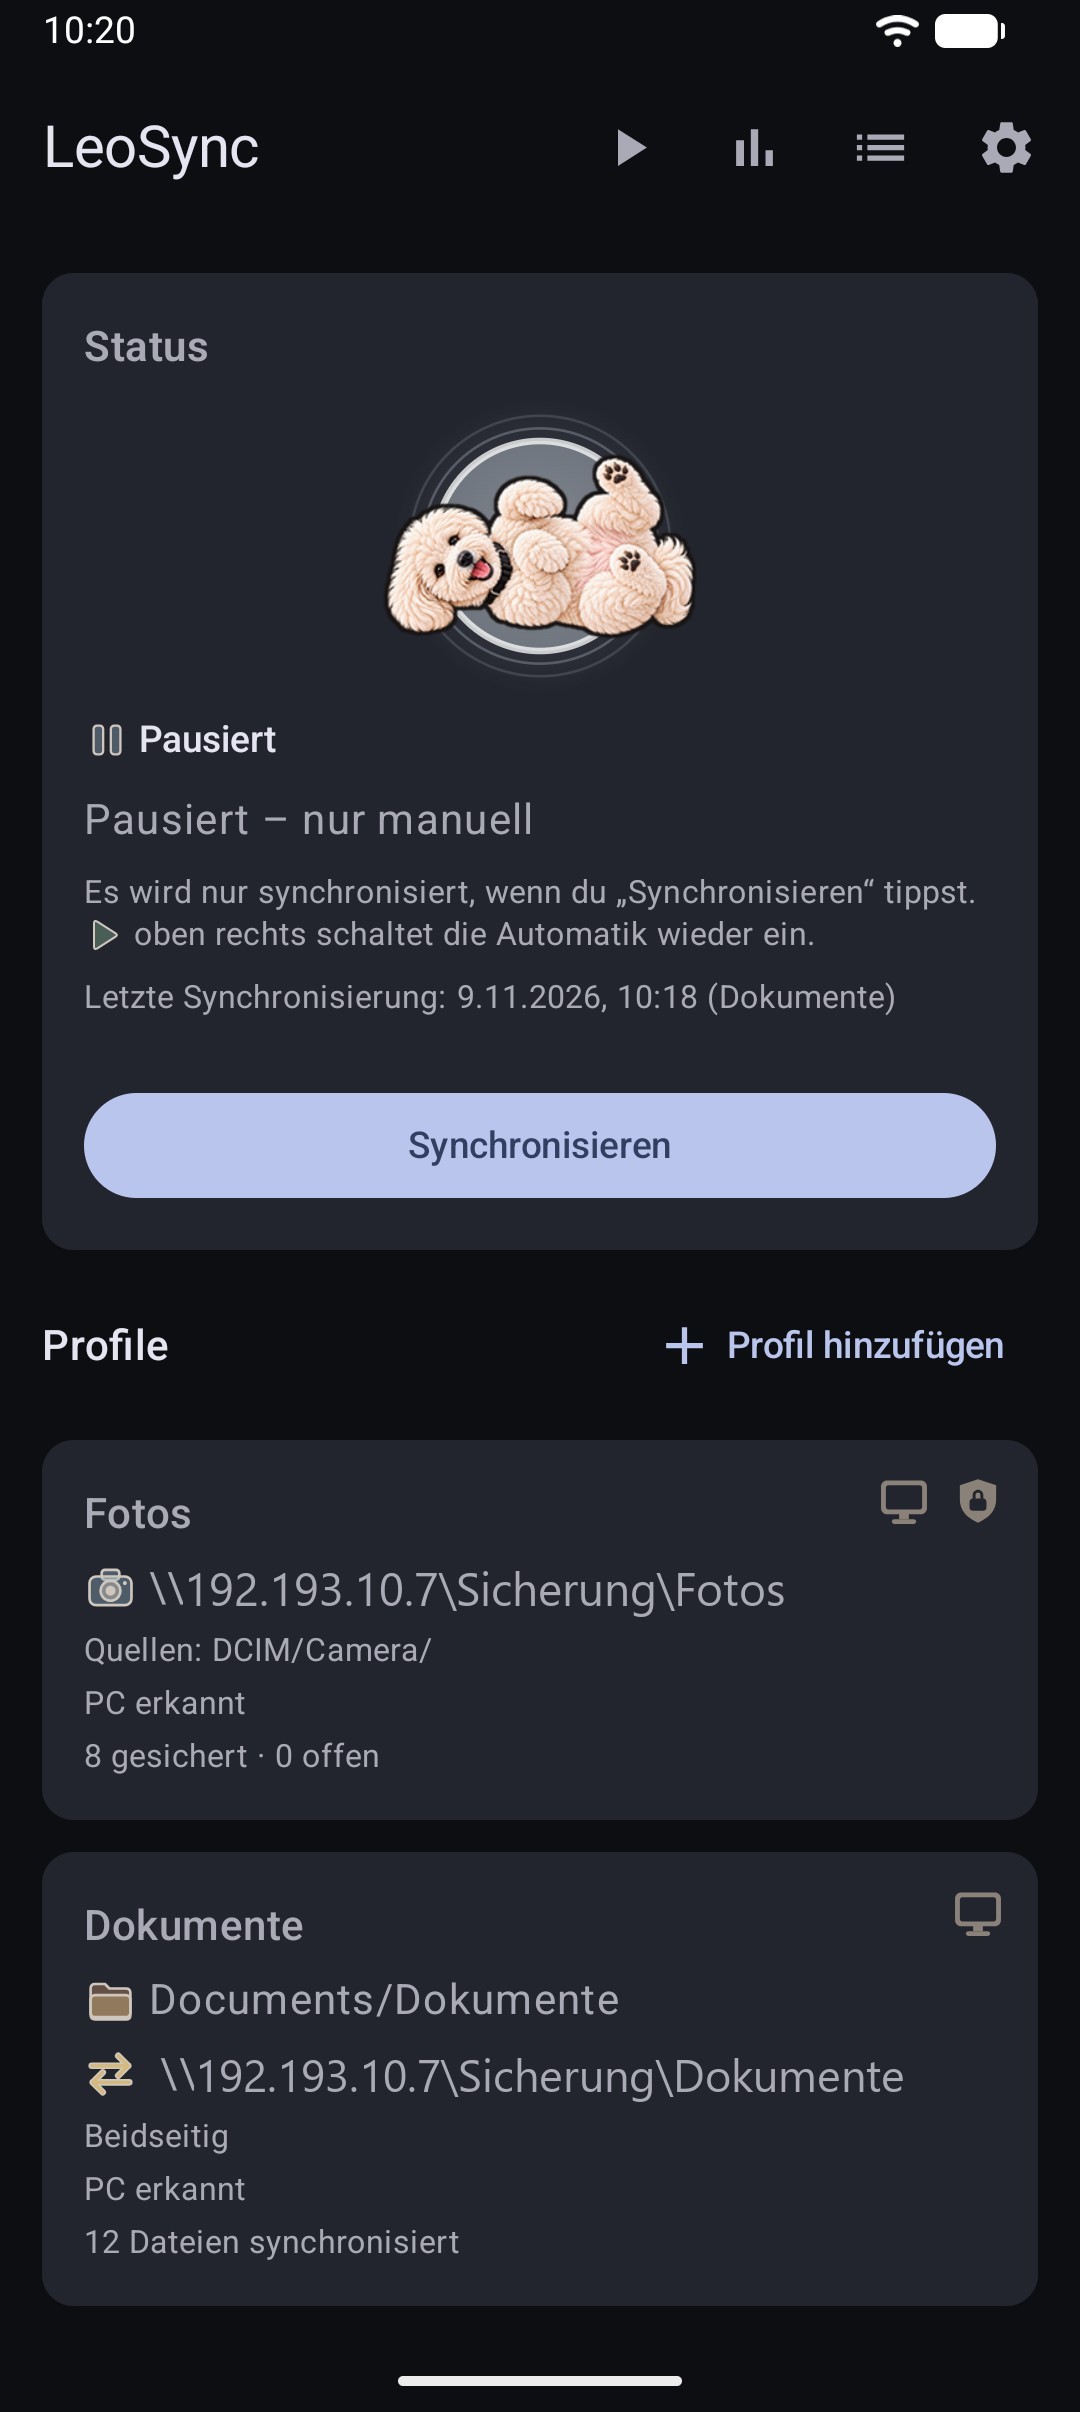 10:20
LeoSync
Status
Pausiert
Pausiert – nur manuell
Es wird nur synchronisiert, wenn du „Synchronisieren“ tippst.
oben rechts schaltet die Automatik wieder ein.
Letzte Synchronisierung: 9.11.2026, 10:18 (Dokumente)
Synchronisieren
Profile
Profil hinzufügen
Fotos
\\192.193.10.7\Sicherung\Fotos
Quellen: DCIM/Camera/
PC erkannt
8 gesichert · 0 offen
Dokumente
Documents/Dokumente
\\192.193.10.7\Sicherung\Dokumente
Beidseitig
PC erkannt
12 Dateien synchronisiert